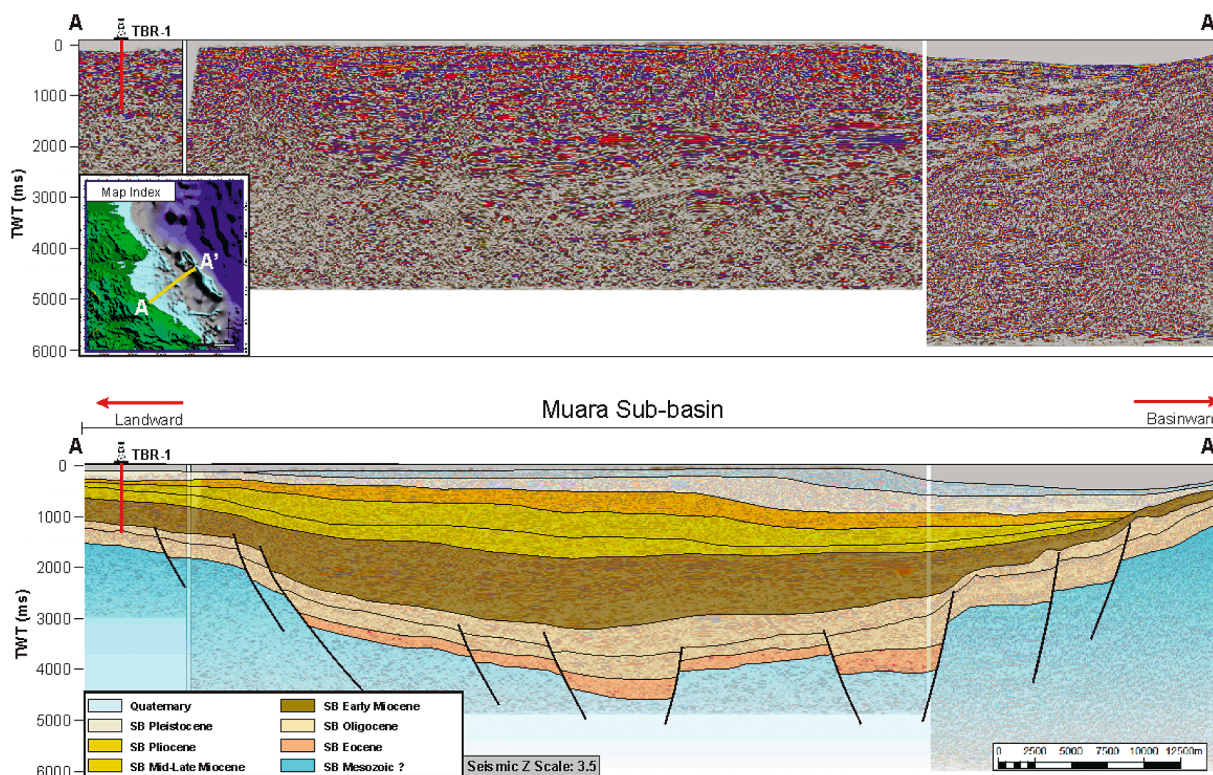 A
TBR-1
A
0
1000
2000
3000
4000
5000
6000
TWT (ms)
Map Index
A'
A
Muara Sub-basin
Landward
Basinward
A
TBR-1
A
0
1000
2000
3000
4000
5000
6000
TWT (ms)
Quaternary
SB Pleistocene
SB Pliocene
SB Mid-Late Miocene
SB Early Miocene
SB Oligocene
SB Eocene
SB Mesozoic ?
Seismic Z Scale: 3.5
0 2500 5000 7500 10000 12500m